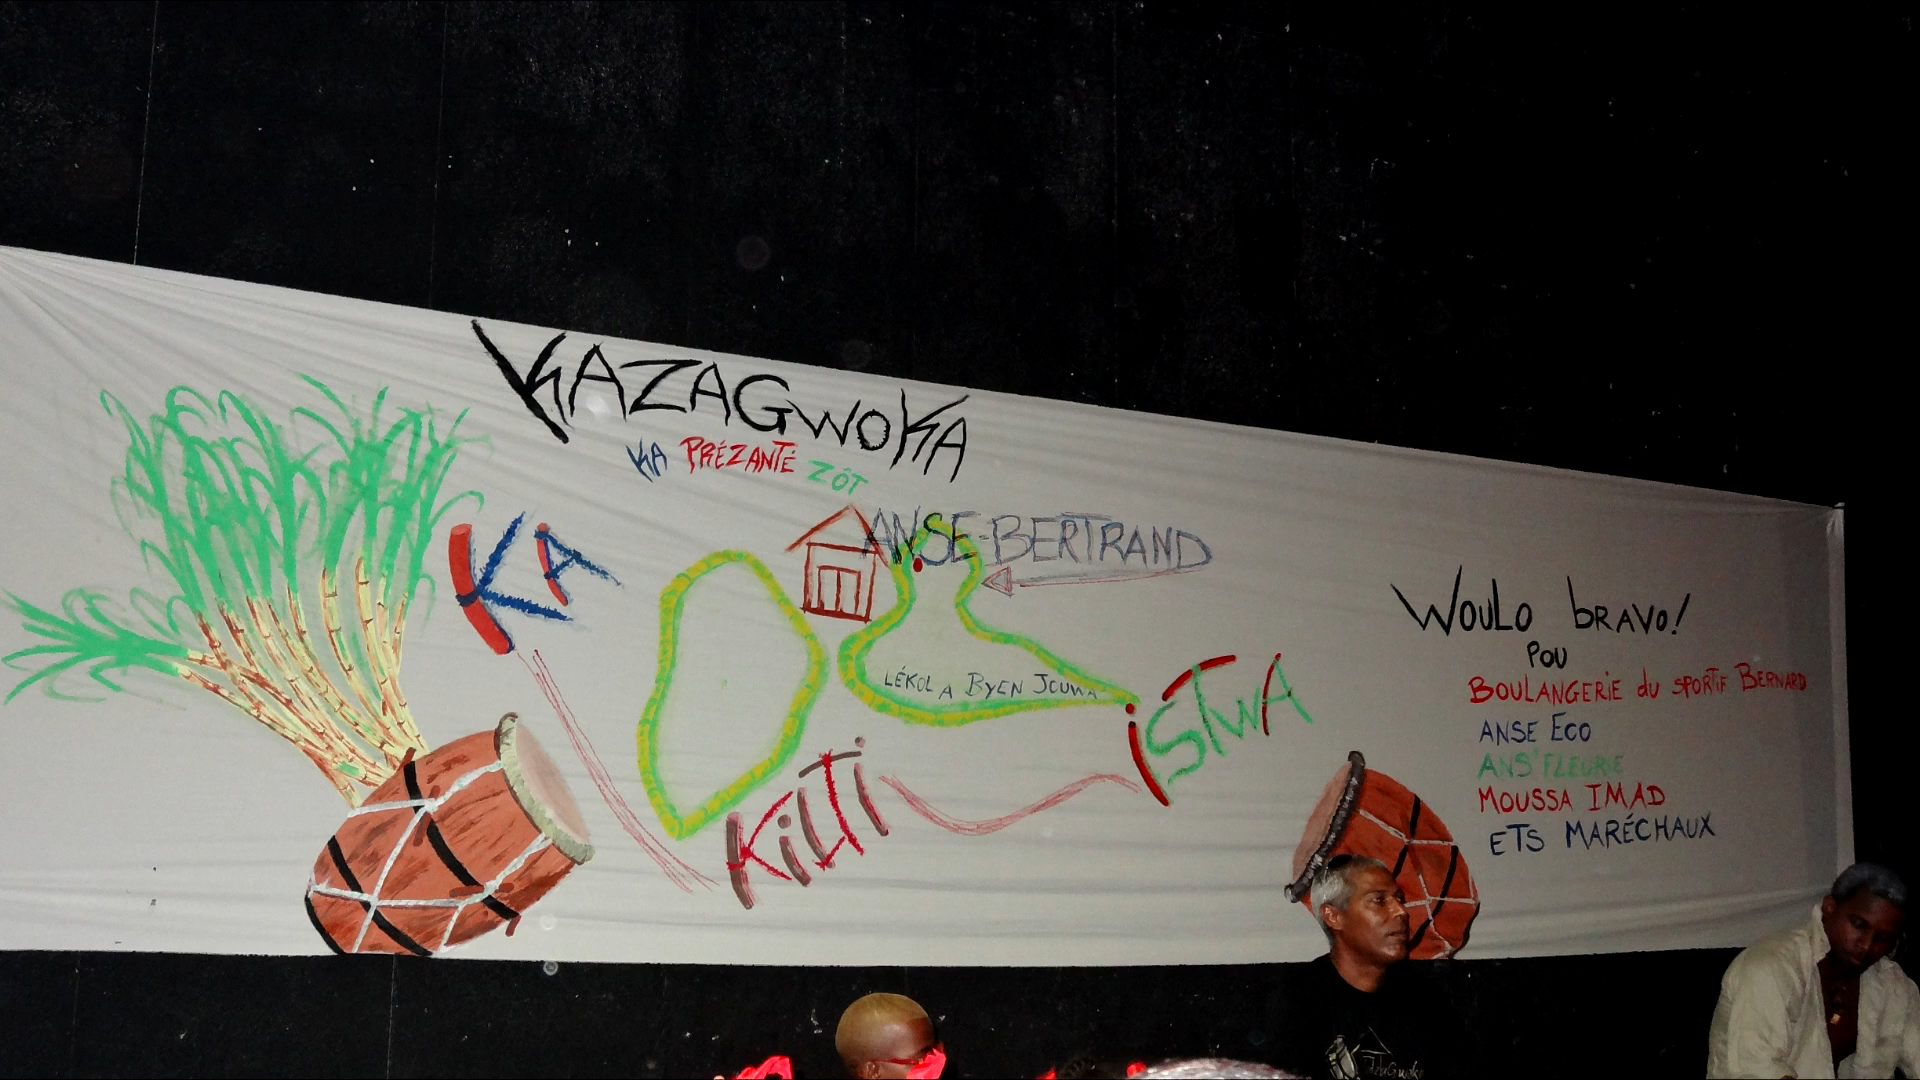 KAZAGWOKA
KA PRÉZANTÉ ZÓT
KA
ANSE-BERTRAND
LÉKOL A BYEN JOUWA
KiLTi
iSTWA
WOULO bRAVO!
POU
BOULANGERIE du SPORTIF BERNARD
ANSE ECO
ANS'FLEURIE
MOUSSA IMAD
ETS MARÉCHAUX